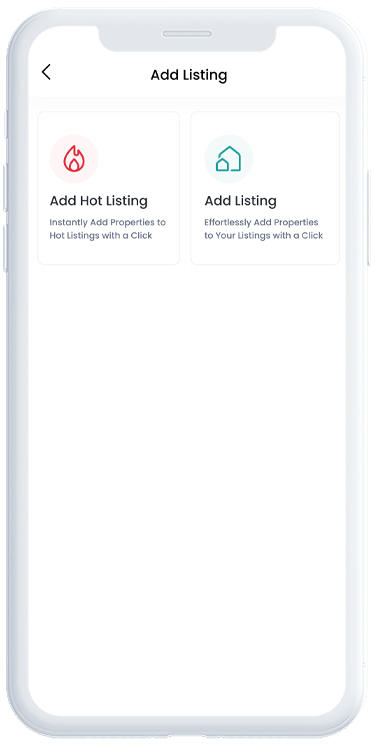 Add Listing
Add Hot Listing
Instantly Add Properties to
Hot Listings with a Click
Add Listing
Effortlessly Add Properties
to Your Listings with a Click